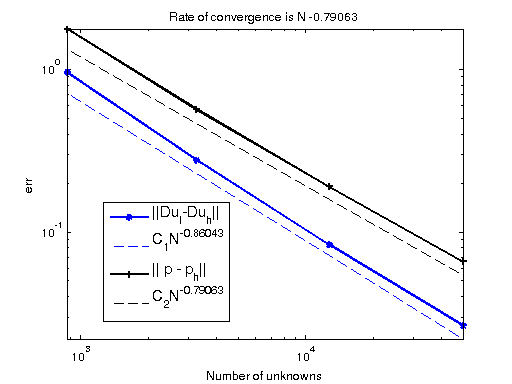 Rate of convergence is N -0.79063
10^0
10^-1
err
||Du_I-Du_h||
C_1N^-0.86043
|| p - p_h||
C_2N^-0.79063
10^3
10^4
Number of unknowns